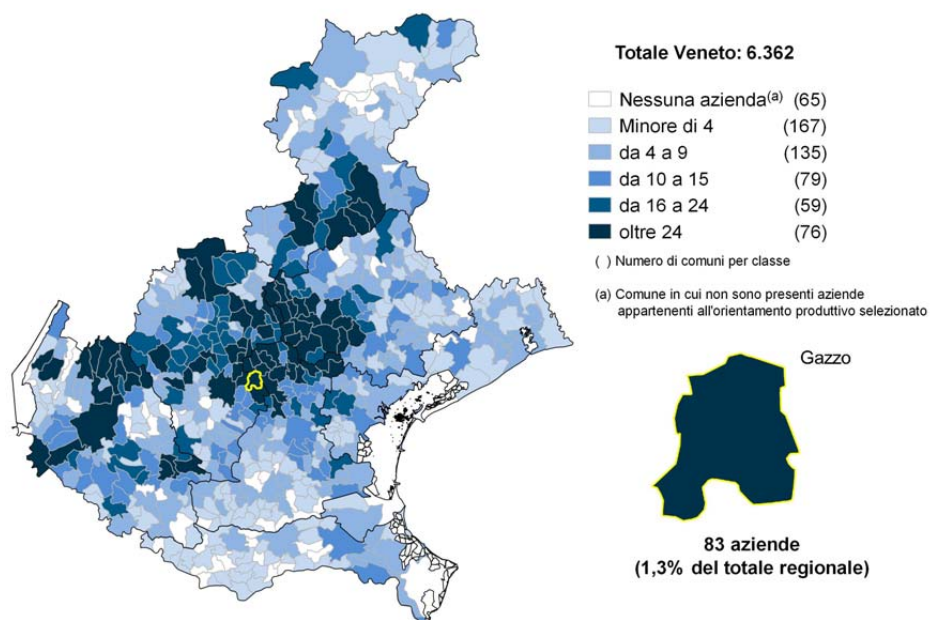 Totale Veneto: 6.362
Nessuna azienda(a) (65)
Minore di 4 (167)
da 4 a 9 (135)
da 10 a 15 (79)
da 16 a 24 (59)
oltre 24 (76)
( ) Numero di comuni per classe
(a) Comune in cui non sono presenti aziende
appartenenti all'orientamento produttivo selezionato
Gazzo
83 aziende
(1,3% del totale regionale)